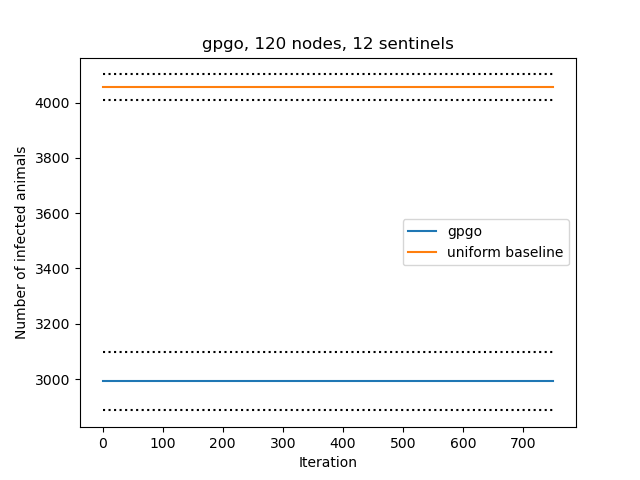 gpgo, 120 nodes, 12 sentinels
4000
3800
3600
3400
3200
3000
Number of infected animals
gpgo
uniform baseline
0 100 200 300 400 500 600 700
Iteration